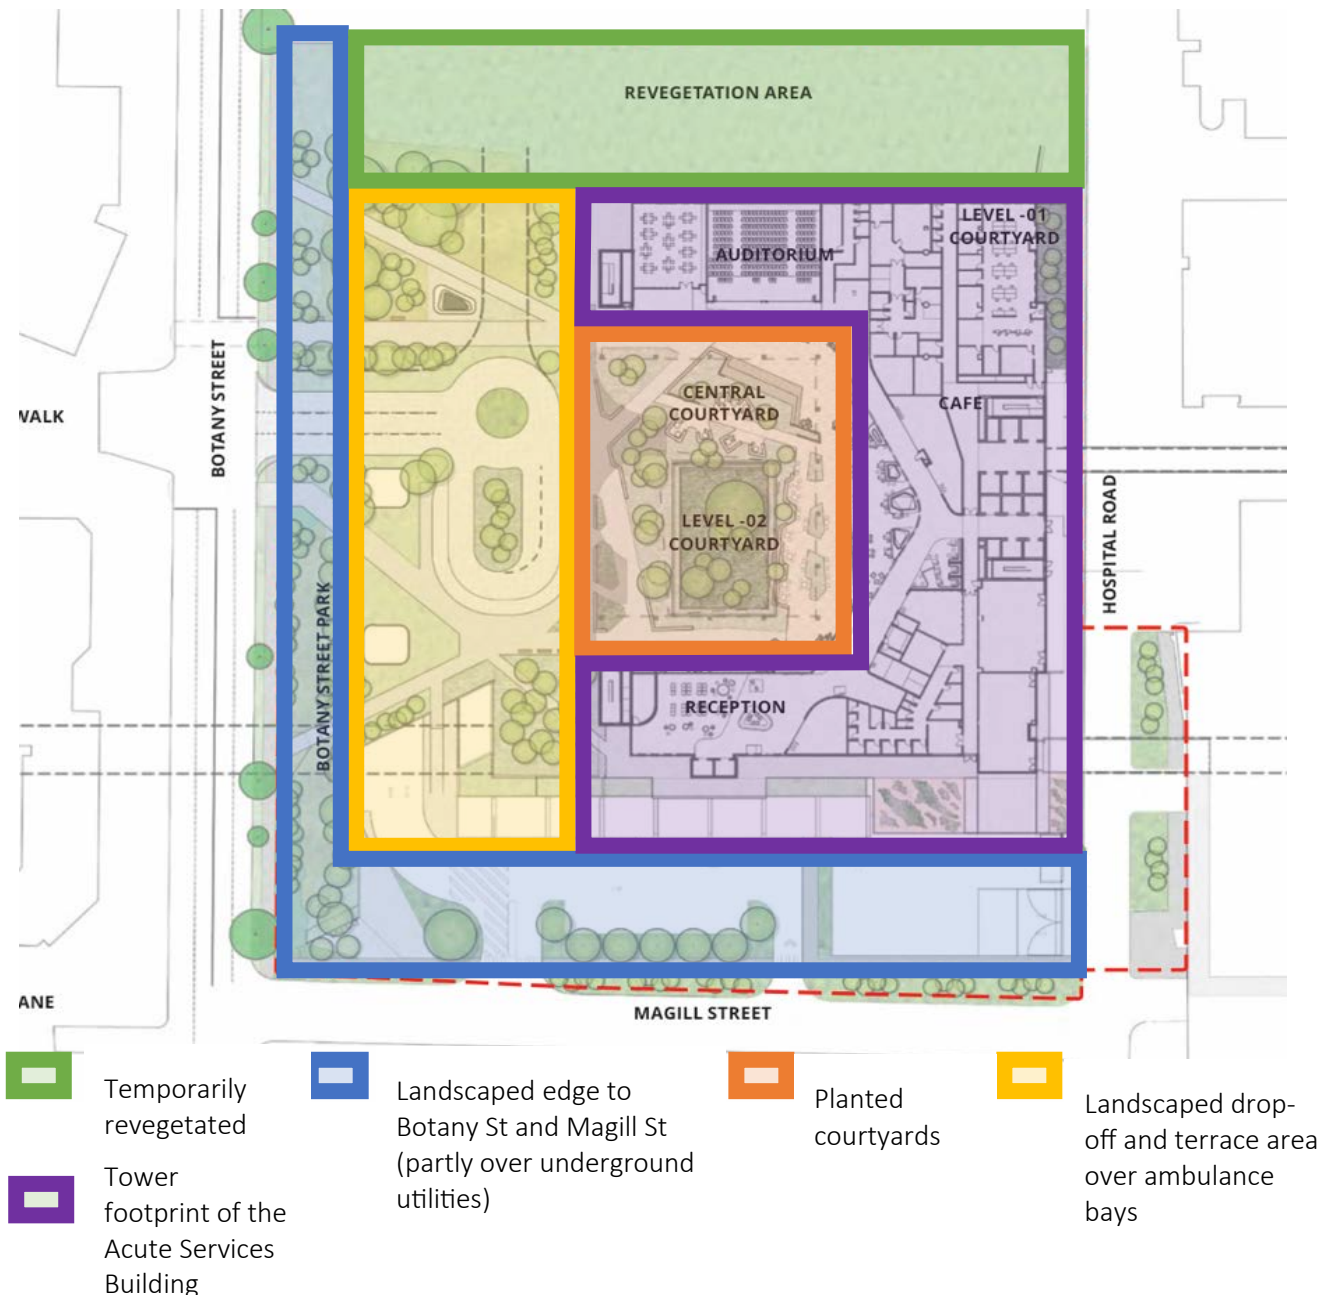 REVEGETATION AREA
LEVEL -01
COURTYARD
AUDITORIUM
BOTANY STREET
WALK
CENTRAL
COURTYARD
CAFE
LEVEL -02
COURTYARD
HOSPITAL ROAD
BOTANY STREET PARK
RECEPTION
ANE
MAGILL STREET
Temporarily
revegetated
Landscaped edge to
Botany St and Magill St
(partly over underground
utilities)
Planted
courtyards
Landscaped drop-
off and terrace area
over ambulance
bays
Tower
footprint of the
Acute Services
Building